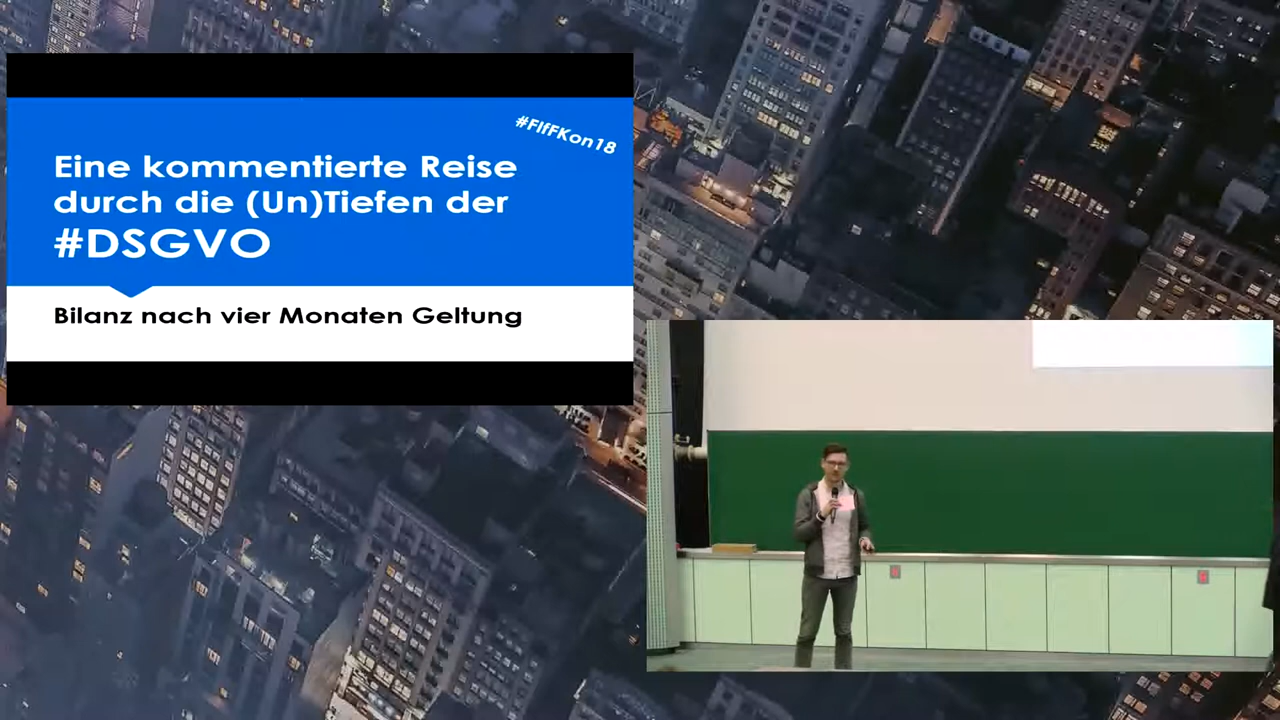 #FIfFKon18
Eine kommentierte Reise
durch die (Un)Tiefen der
#DSGVO
Bilanz nach vier Monaten Geltung